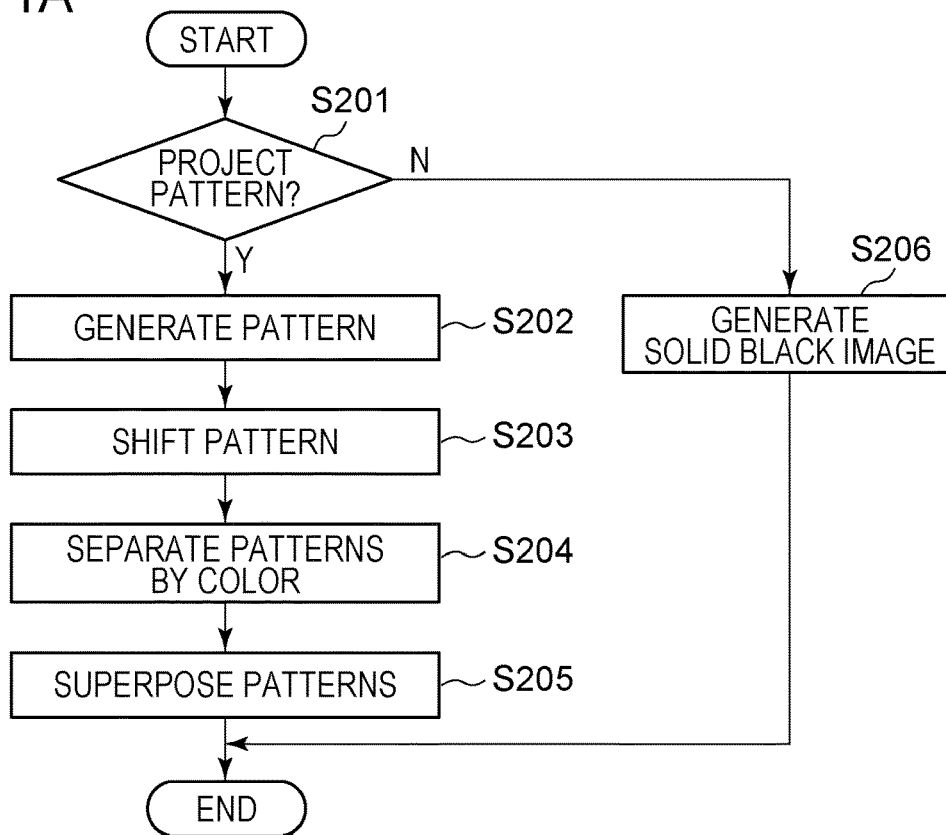 START
S201
PROJECT
PATTERN?
N
Y
S206
GENERATE PATTERN
S202
GENERATE
SOLID BLACK IMAGE
SHIFT PATTERN
S203
SEPARATE PATTERNS
BY COLOR
S204
SUPERPOSE PATTERNS
S205
END